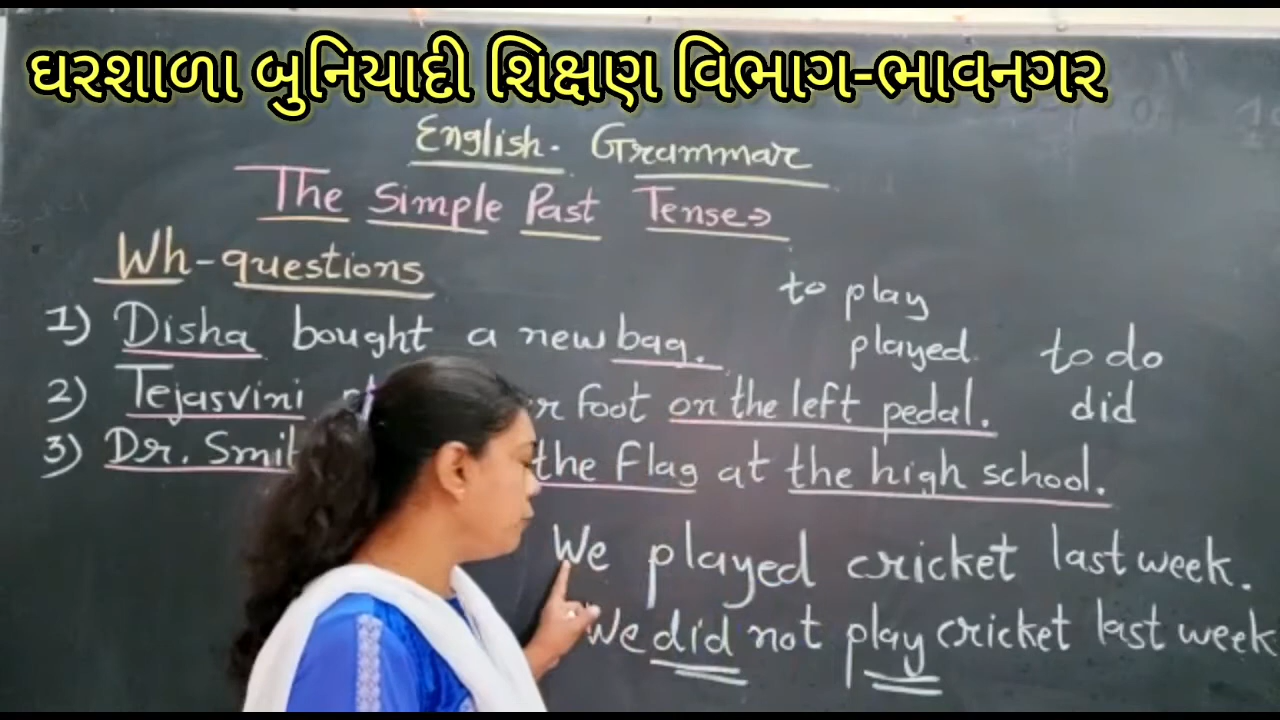 ઘરશાળા બુનિયાદી શિક્ષણ વિભાગ-ભાવનગર
English. Grammar
The Simple Past Tense⇒
Wh-questions
1) Disha bought a new bag.
2) Tejasvini foot on the left pedal.
3) Dr. the flag at the high school.
to play
played.
to do
did
We played cricket last week.
We did not play cricket last week